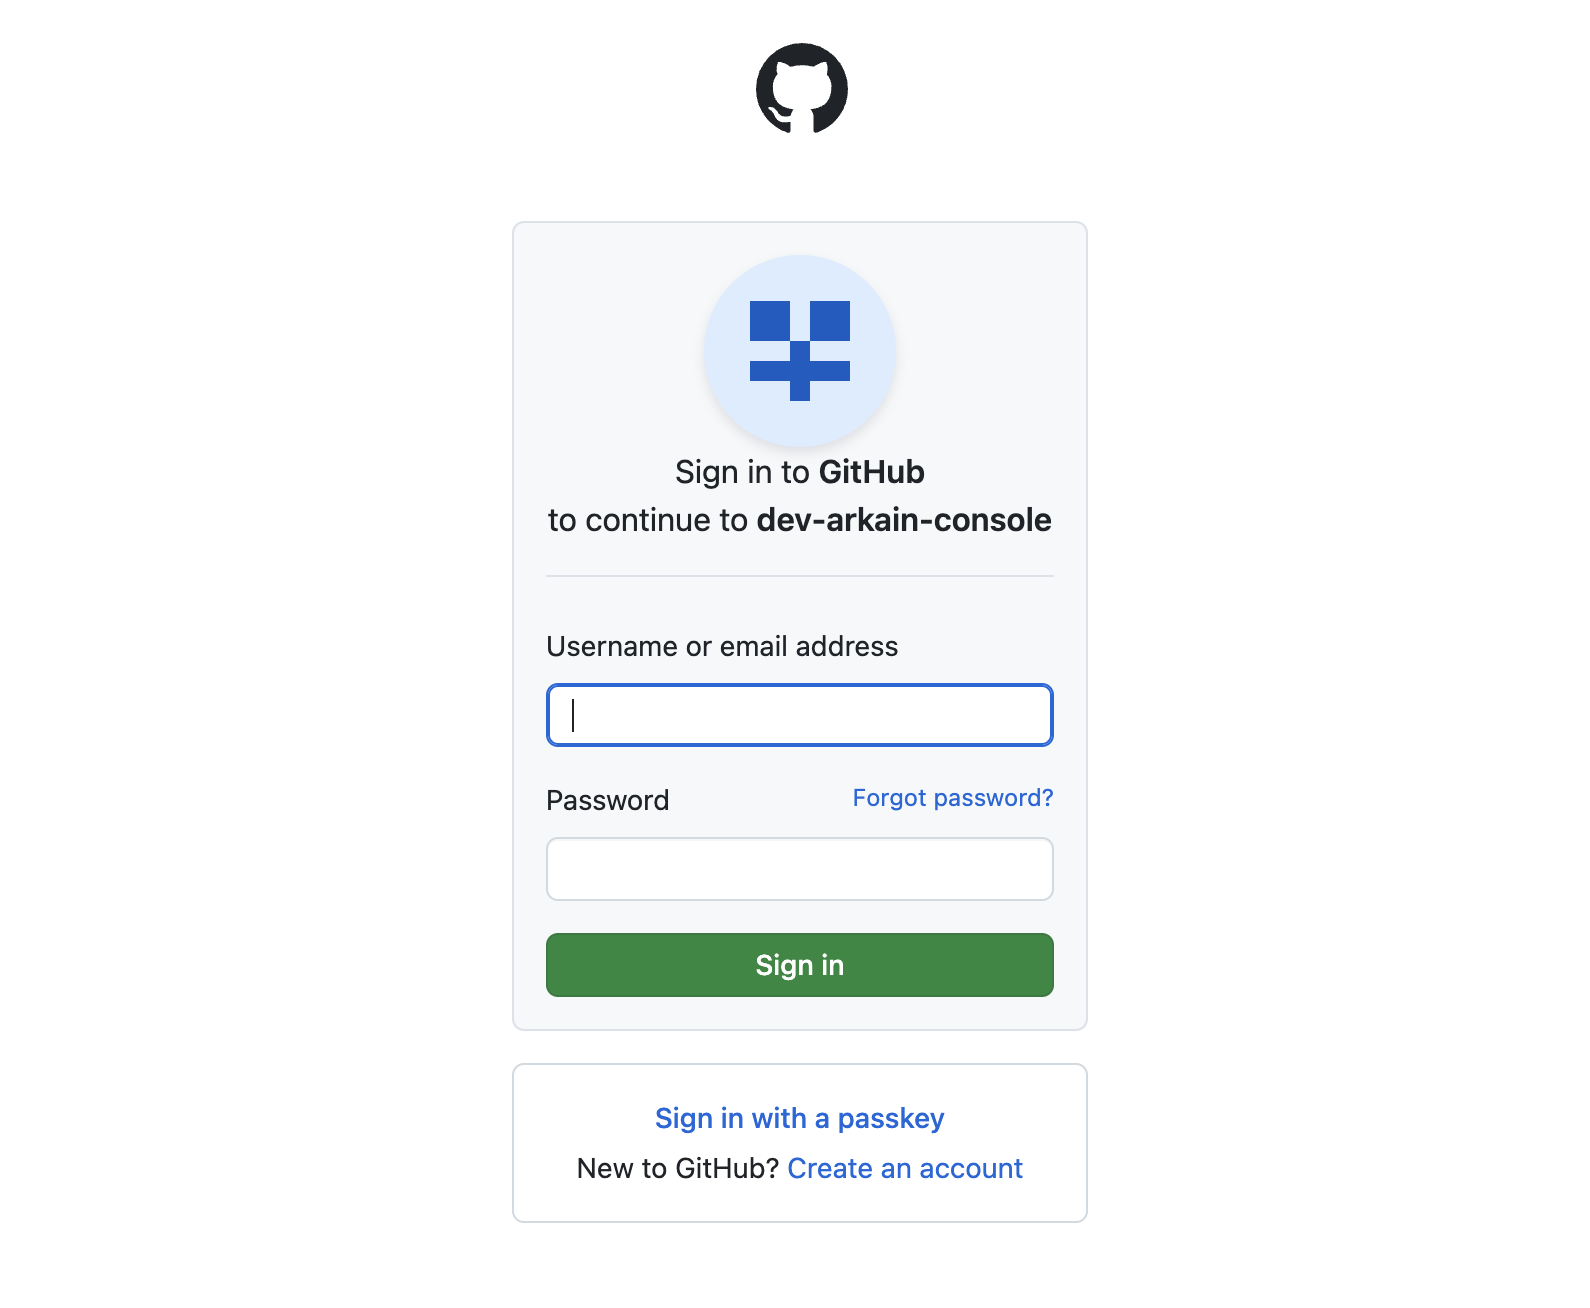 Sign in to GitHub
to continue to dev-arkain-console
Username or email address
Password
Forgot password?
Sign in
Sign in with a passkey
New to GitHub? Create an account